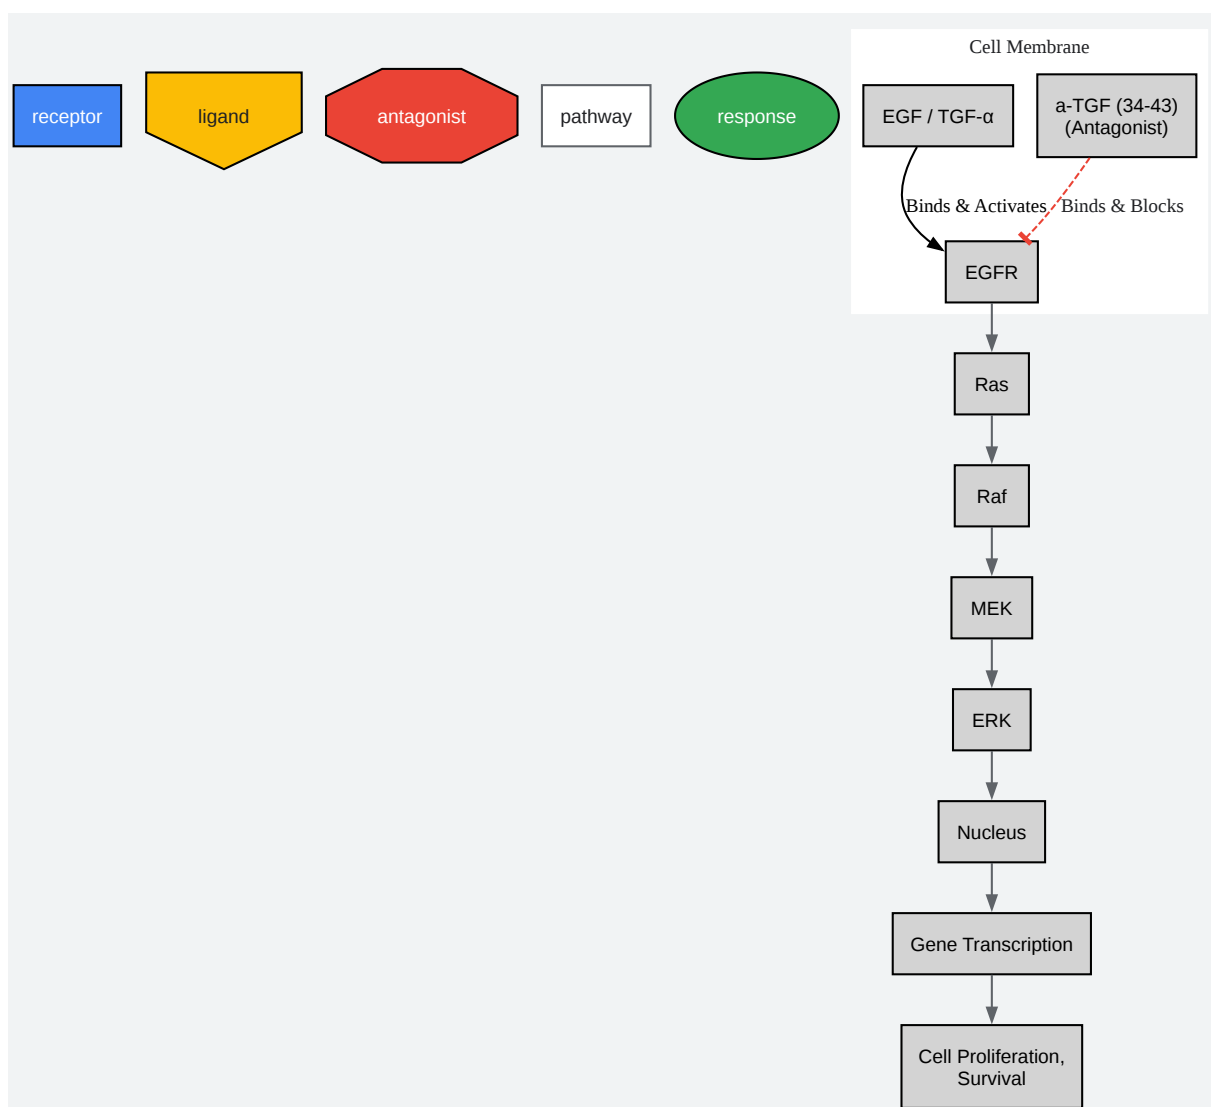 Cell Membrane
receptor
ligand
antagonist
pathway
response
EGF / TGF-α
a-TGF (34-43)
(Antagonist)
Binds & Activates
Binds & Blocks
EGFR
Ras
Raf
MEK
ERK
Nucleus
Gene Transcription
Cell Proliferation,
Survival